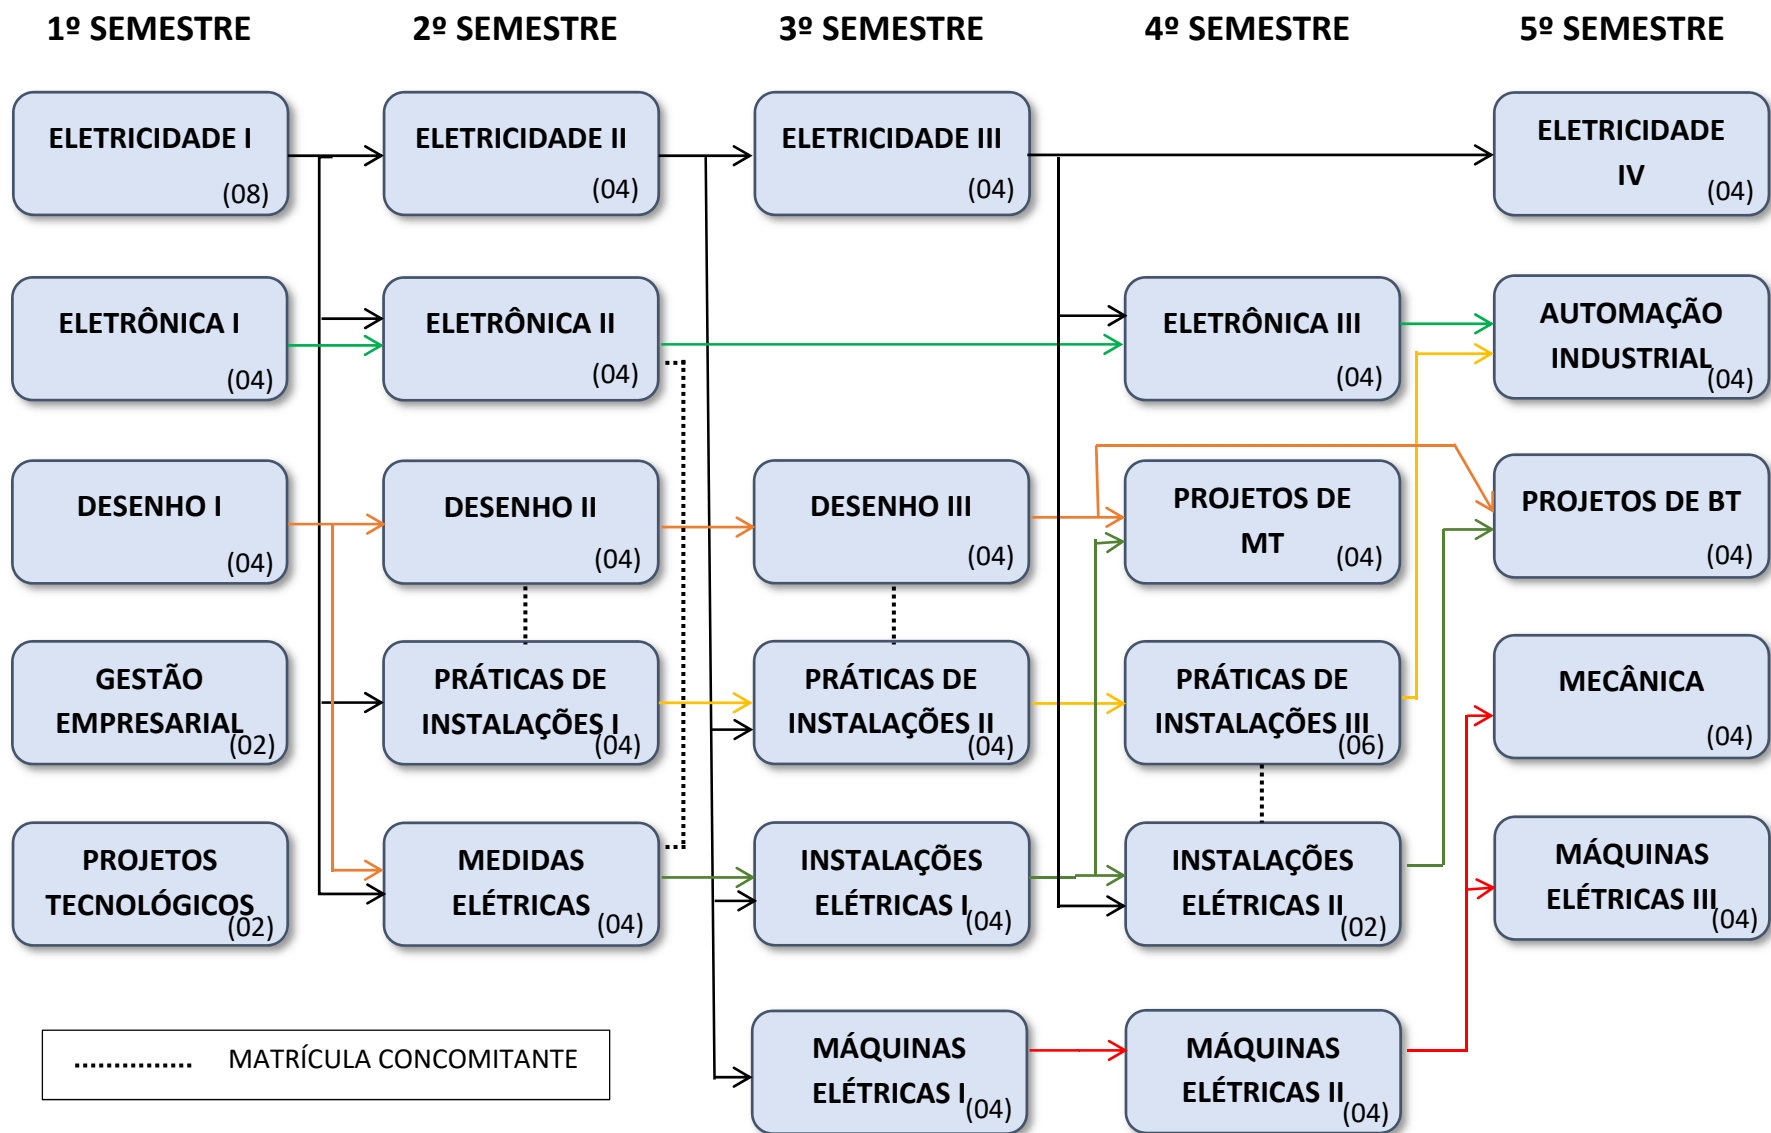 1º SEMESTRE
2º SEMESTRE
3º SEMESTRE
4º SEMESTRE
5º SEMESTRE
ELETRICIDADE I
(08)
ELETRICIDADE II
(04)
ELETRICIDADE III
(04)
ELETRICIDADE
IV
(04)
ELETRÔNICA I
(04)
ELETRÔNICA II
(04)
ELETRÔNICA III
(04)
AUTOMAÇÃO
INDUSTRIAL
(04)
DESENHO I
(04)
DESENHO II
(04)
DESENHO III
(04)
PROJETOS DE
MT
(04)
PROJETOS DE BT
(04)
GESTÃO
EMPRESARIAL
(02)
PRÁTICAS DE
INSTALAÇÕES I
(04)
PRÁTICAS DE
INSTALAÇÕES II
(04)
PRÁTICAS DE
INSTALAÇÕES III
(06)
MECÂNICA
(04)
PROJETOS
TECNOLÓGICOS
(02)
MEDIDAS
ELÉTRICAS
(04)
INSTALAÇÕES
ELÉTRICAS I
(04)
INSTALAÇÕES
ELÉTRICAS II
(02)
MÁQUINAS
ELÉTRICAS III
(04)
MÁQUINAS
ELÉTRICAS I
(04)
MÁQUINAS
ELÉTRICAS II
(04)
MATRÍCULA CONCOMITANTE